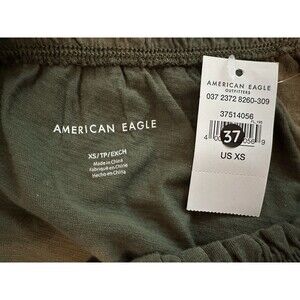 AMERICAN EAGLE
XS/TP/EXCH
Made in China
Fabriqué en Chine
Hecho en China
AMERICAN EAGLE
OUTFITTERS
037 2372 8260-309
37514056
37
US XS